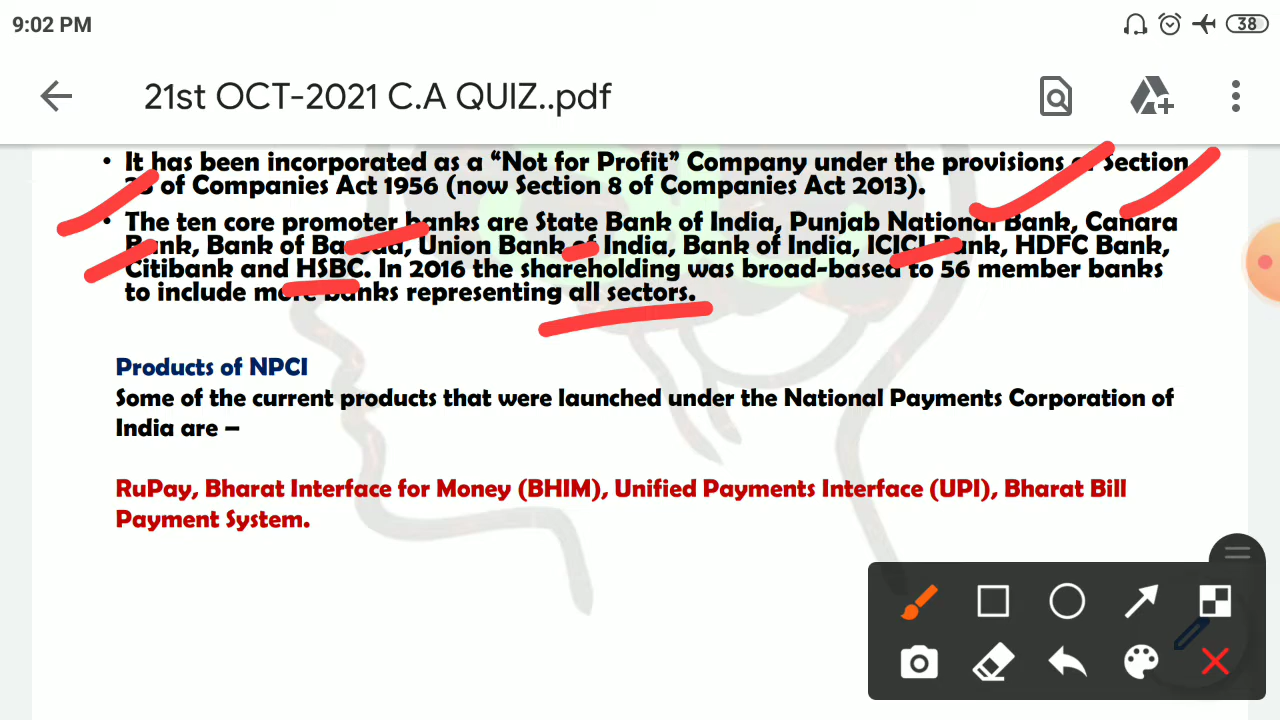 9:02 PM
38
21st OCT-2021 C.A QUIZ..pdf
• It has been incorporated as a “Not for Profit” Company under the provisions of Section
25 of Companies Act 1956 (now Section 8 of Companies Act 2013).
• The ten core promoter banks are State Bank of India, Punjab National Bank, Canara
Bank, Bank of Baroda, Union Bank of India, Bank of India, ICICI Bank, HDFC Bank,
Citibank and HSBC. In 2016 the shareholding was broad-based to 56 member banks
to include more banks representing all sectors.
Products of NPCI
Some of the current products that were launched under the National Payments Corporation of
India are –
RuPay, Bharat Interface for Money (BHIM), Unified Payments Interface (UPI), Bharat Bill
Payment System.